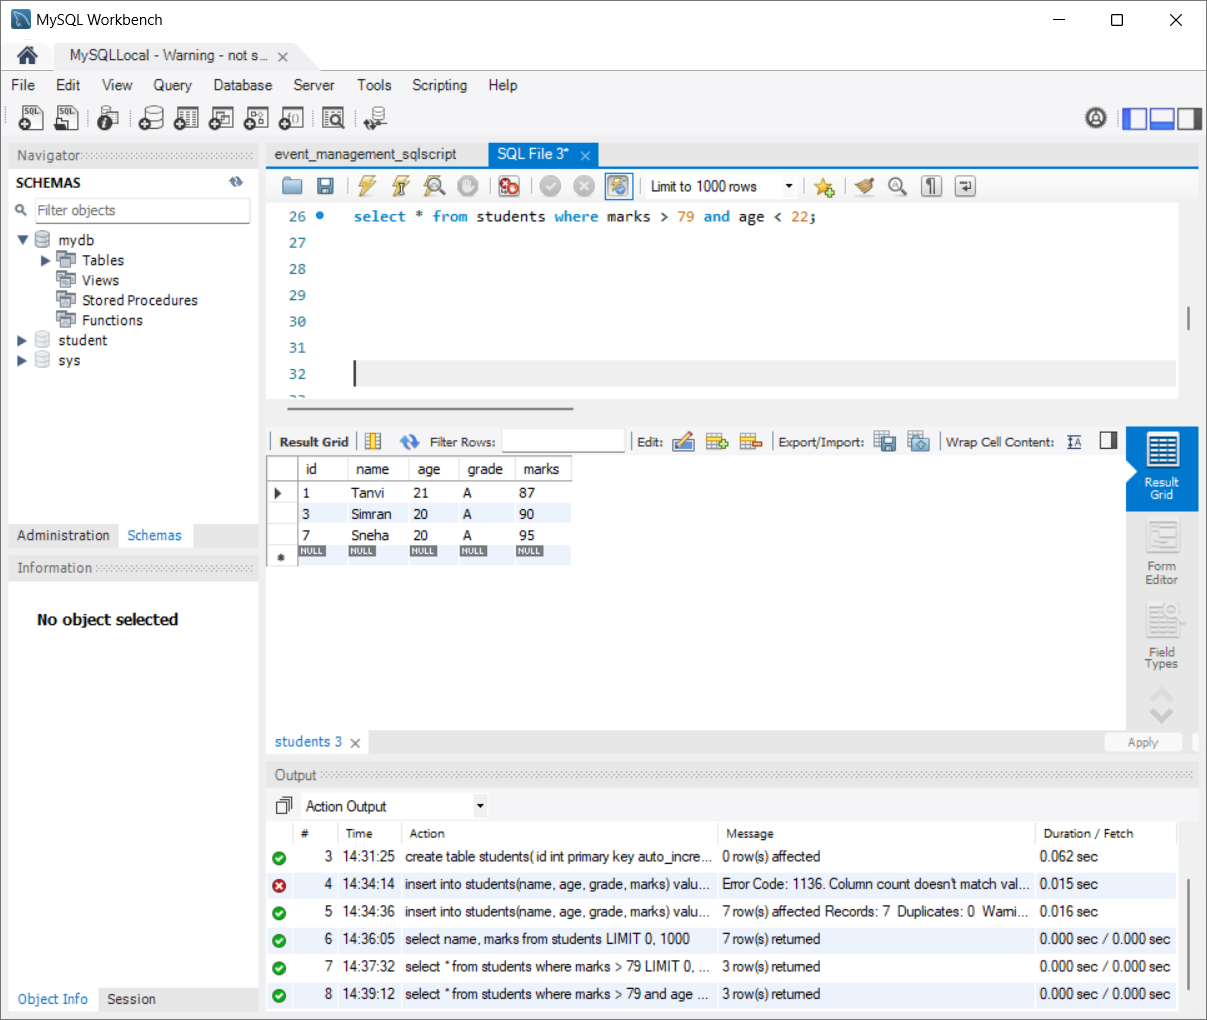 MySQL Workbench
MySQLLocal - Warning - not s...
File Edit View Query Database Server Tools Scripting Help
Navigator
SCHEMAS
Filter objects
mydb
Tables
Views
Stored Procedures
Functions
student
sys
Administration Schemas
Information
No object selected
Object Info Session
event_management_sqlscript SQL File 3*
Limit to 1000 rows
26 select * from students where marks > 79 and age < 22;
27
28
29
30
31
32
33
Result Grid Filter Rows: Edit: Export/Import: Wrap Cell Content:
id name age grade marks
1 Tanvi 21 A 87
3 Simran 20 A 90
7 Sneha 20 A 95
NULL NULL NULL NULL NULL
Result Grid
Form Editor
Field Types
students 3
Apply
Output
Action Output
# Time Action Message Duration / Fetch
3 14:31:25 create table students( id int primary key auto_incre... 0 row(s) affected 0.062 sec
4 14:34:14 insert into students(name, age, grade, marks) valu... Error Code: 1136. Column count doesn't match val... 0.015 sec
5 14:34:36 insert into students(name, age, grade, marks) valu... 7 row(s) affected Records: 7 Duplicates: 0 Warni... 0.016 sec
6 14:36:05 select name, marks from students LIMIT 0, 1000 7 row(s) returned 0.000 sec / 0.000 sec
7 14:37:32 select * from students where marks > 79 LIMIT 0, ... 3 row(s) returned 0.000 sec / 0.000 sec
8 14:39:12 select * from students where marks > 79 and age ... 3 row(s) returned 0.000 sec / 0.000 sec